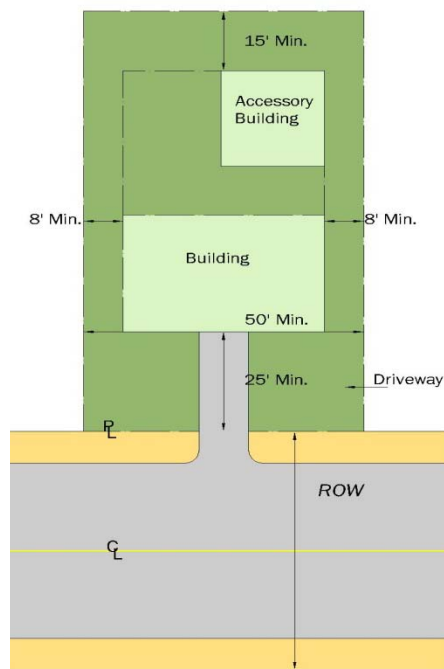 15' Min.
Accessory
Building
8' Min.
8' Min.
Building
50' Min.
25' Min.
Driveway
PL
ROW
CL